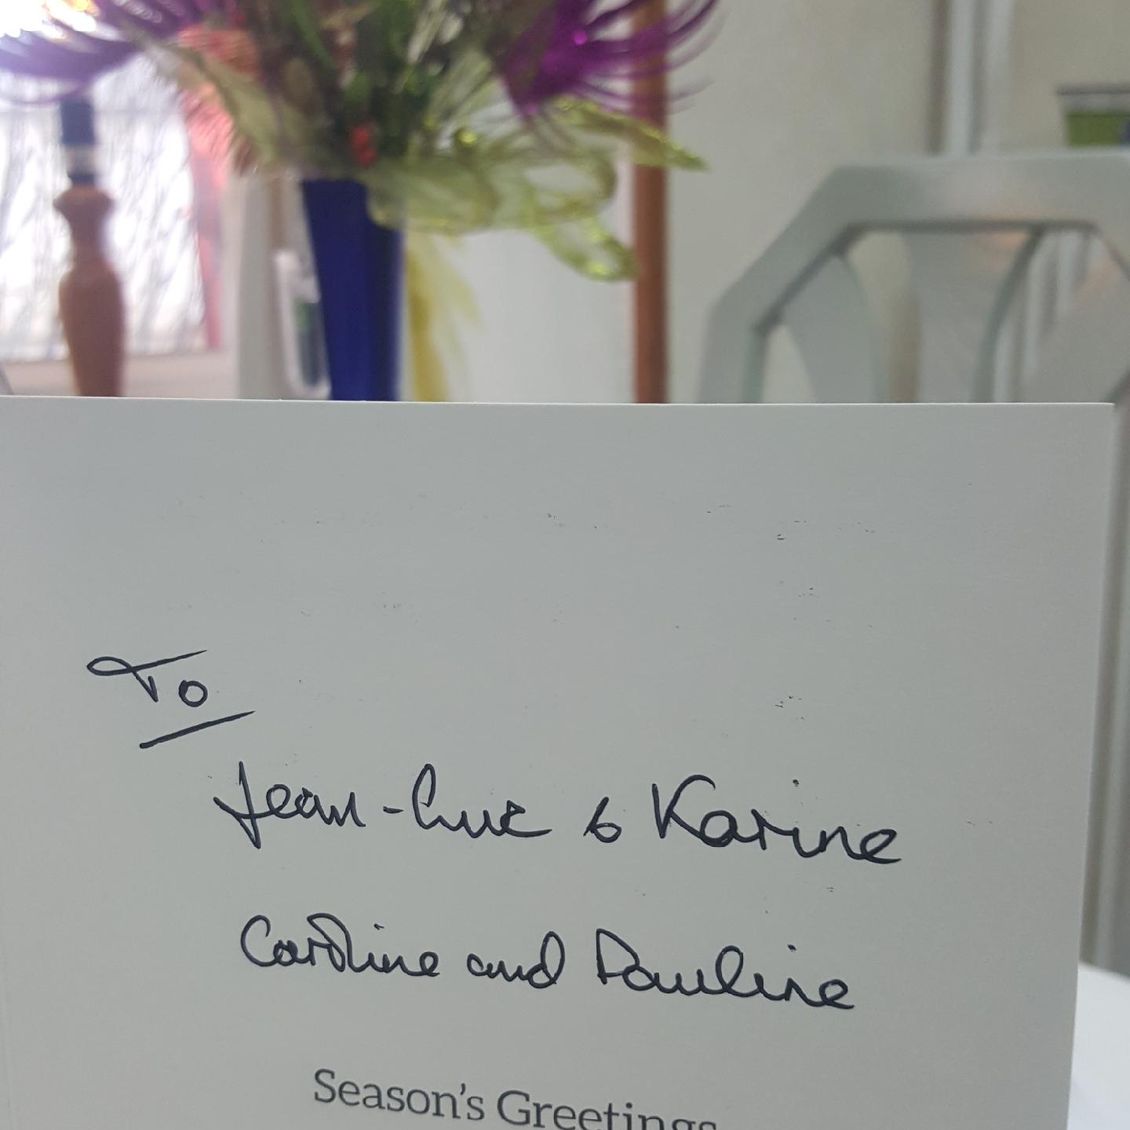 To
Jean-Luc & Karine
Caroline and Pauline
Season's Greetings